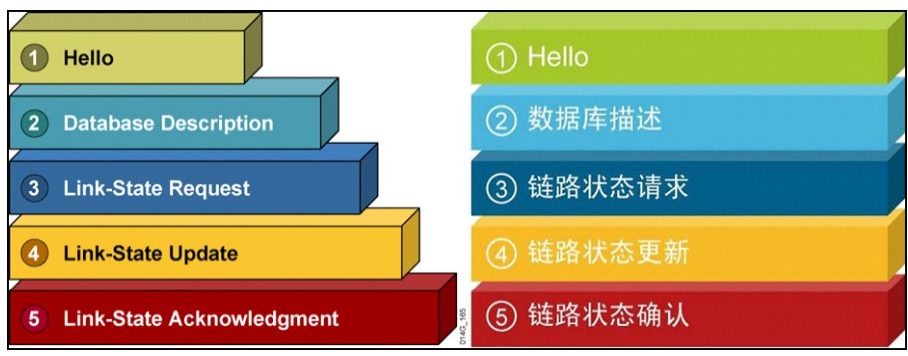 ① Hello
② Database Description
③ Link-State Request
④ Link-State Update
⑤ Link-State Acknowledgment
014G_165
① Hello
② 数据库描述
③ 链路状态请求
④ 链路状态更新
⑤ 链路状态确认